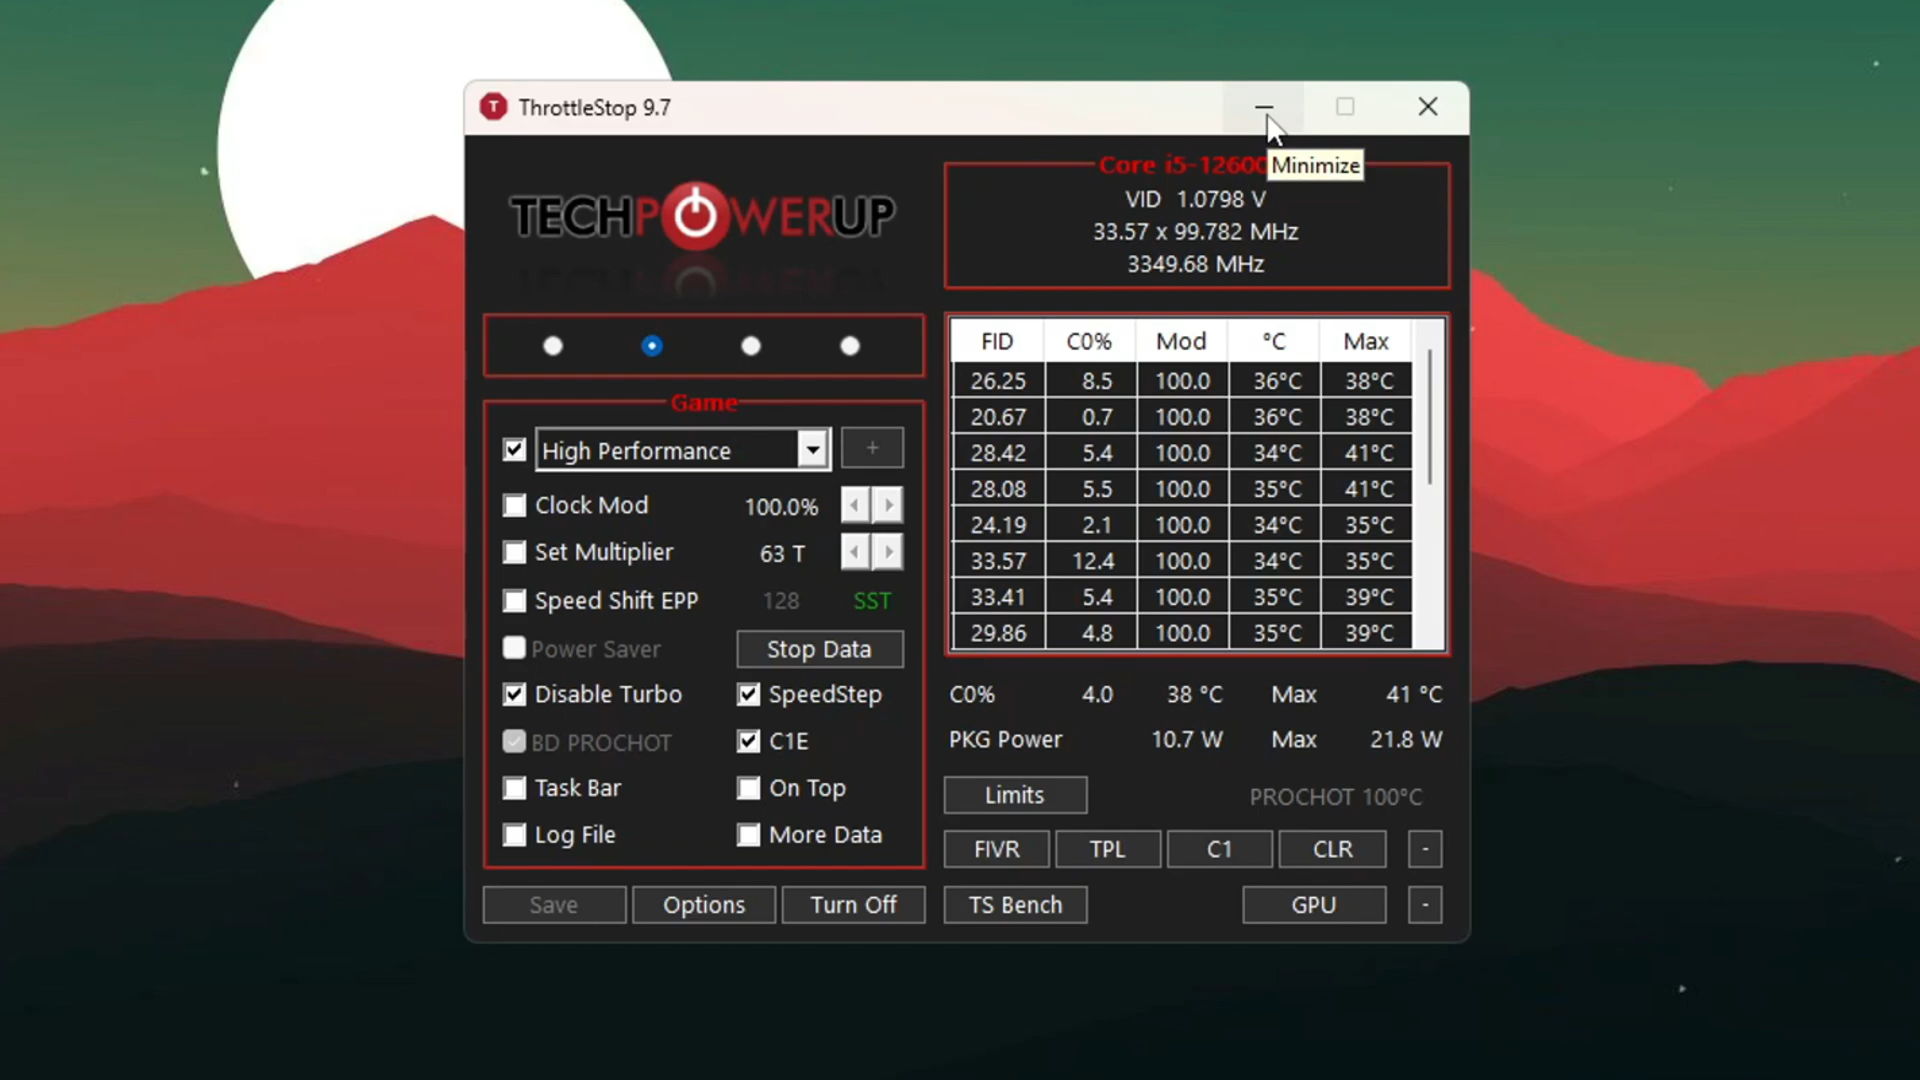 ThrottleStop 9.7
TECHPOWERUP
Core i5-12600
Minimize
VID 1.0798 V
33.57 x 99.782 MHz
3349.68 MHz
Game
High Performance
+
Clock Mod 100.0%
Set Multiplier 63 T
Speed Shift EPP 128 SST
Power Saver Stop Data
Disable Turbo SpeedStep
BD PROCHOT C1E
Task Bar On Top
Log File More Data
Save Options Turn Off
FID C0% Mod °C Max
26.25 8.5 100.0 36°C 38°C
20.67 0.7 100.0 36°C 38°C
28.42 5.4 100.0 34°C 41°C
28.08 5.5 100.0 35°C 41°C
24.19 2.1 100.0 34°C 35°C
33.57 12.4 100.0 34°C 35°C
33.41 5.4 100.0 35°C 39°C
29.86 4.8 100.0 35°C 39°C
C0% 4.0 38 °C Max 41 °C
PKG Power 10.7 W Max 21.8 W
Limits PROCHOT 100°C
FIVR TPL C1 CLR -
TS Bench GPU -